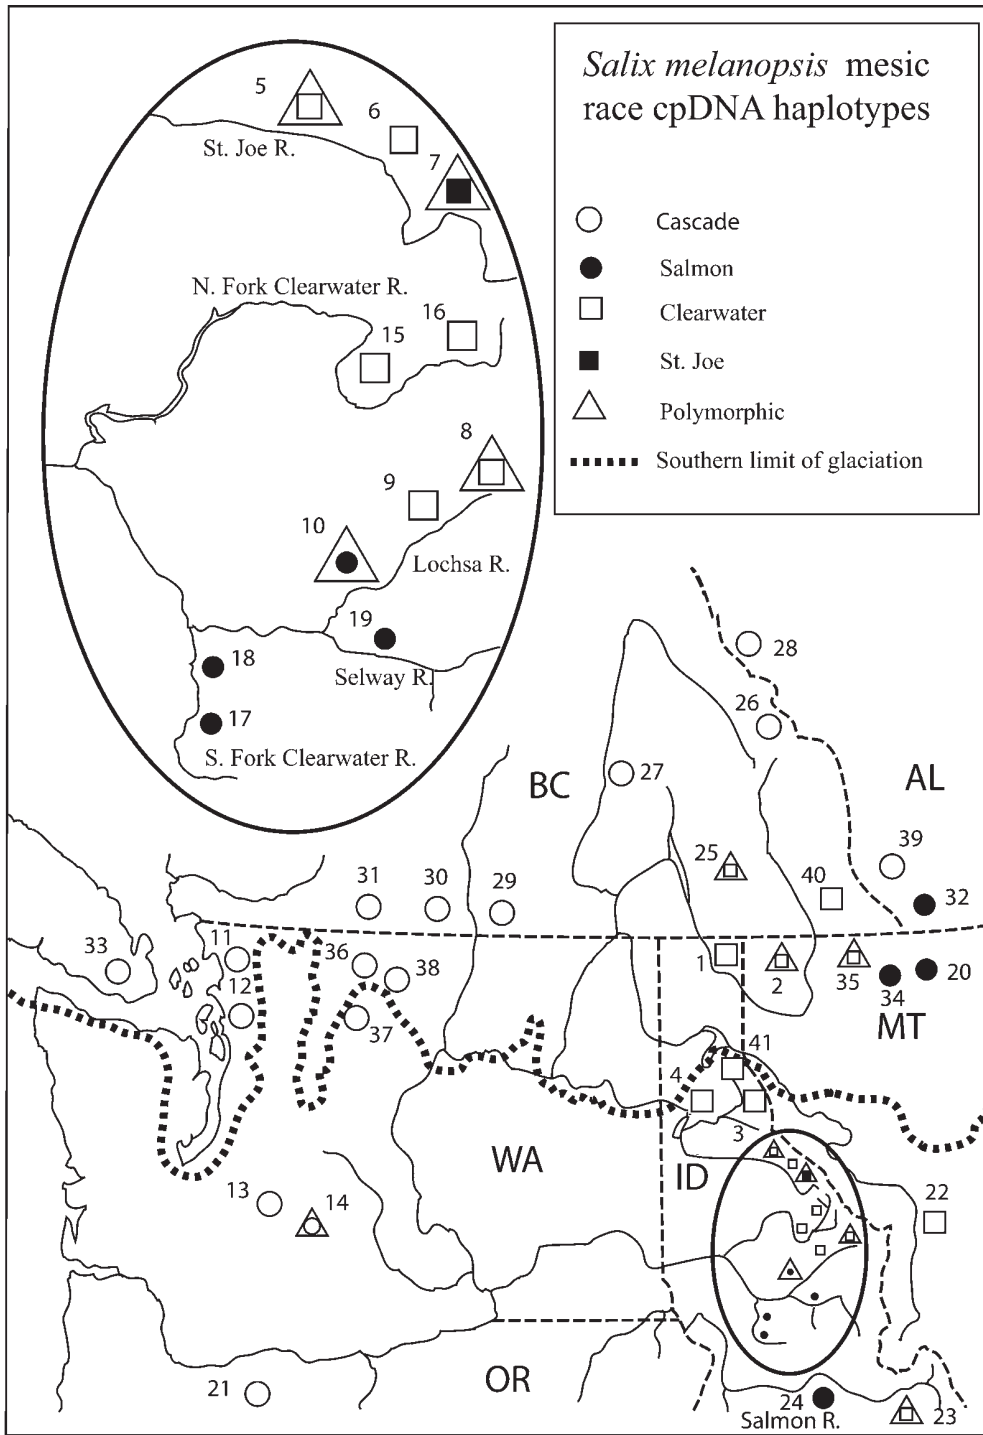 Salix melanopsis mesic
race cpDNA haplotypes
Cascade
Salmon
Clearwater
St. Joe
Polymorphic
Southern limit of glaciation
5
6
St. Joe R.
7
N. Fork Clearwater R.
16
15
8
9
10
Lochsa R.
19
18
Selway R.
17
S. Fork Clearwater R.
28
26
BC
27
AL
39
25
31
30
29
40
32
33
11
36
1
38
2
35
34
20
12
37
MT
41
4
3
WA
ID
13
14
22
OR
21
24
23
Salmon R.